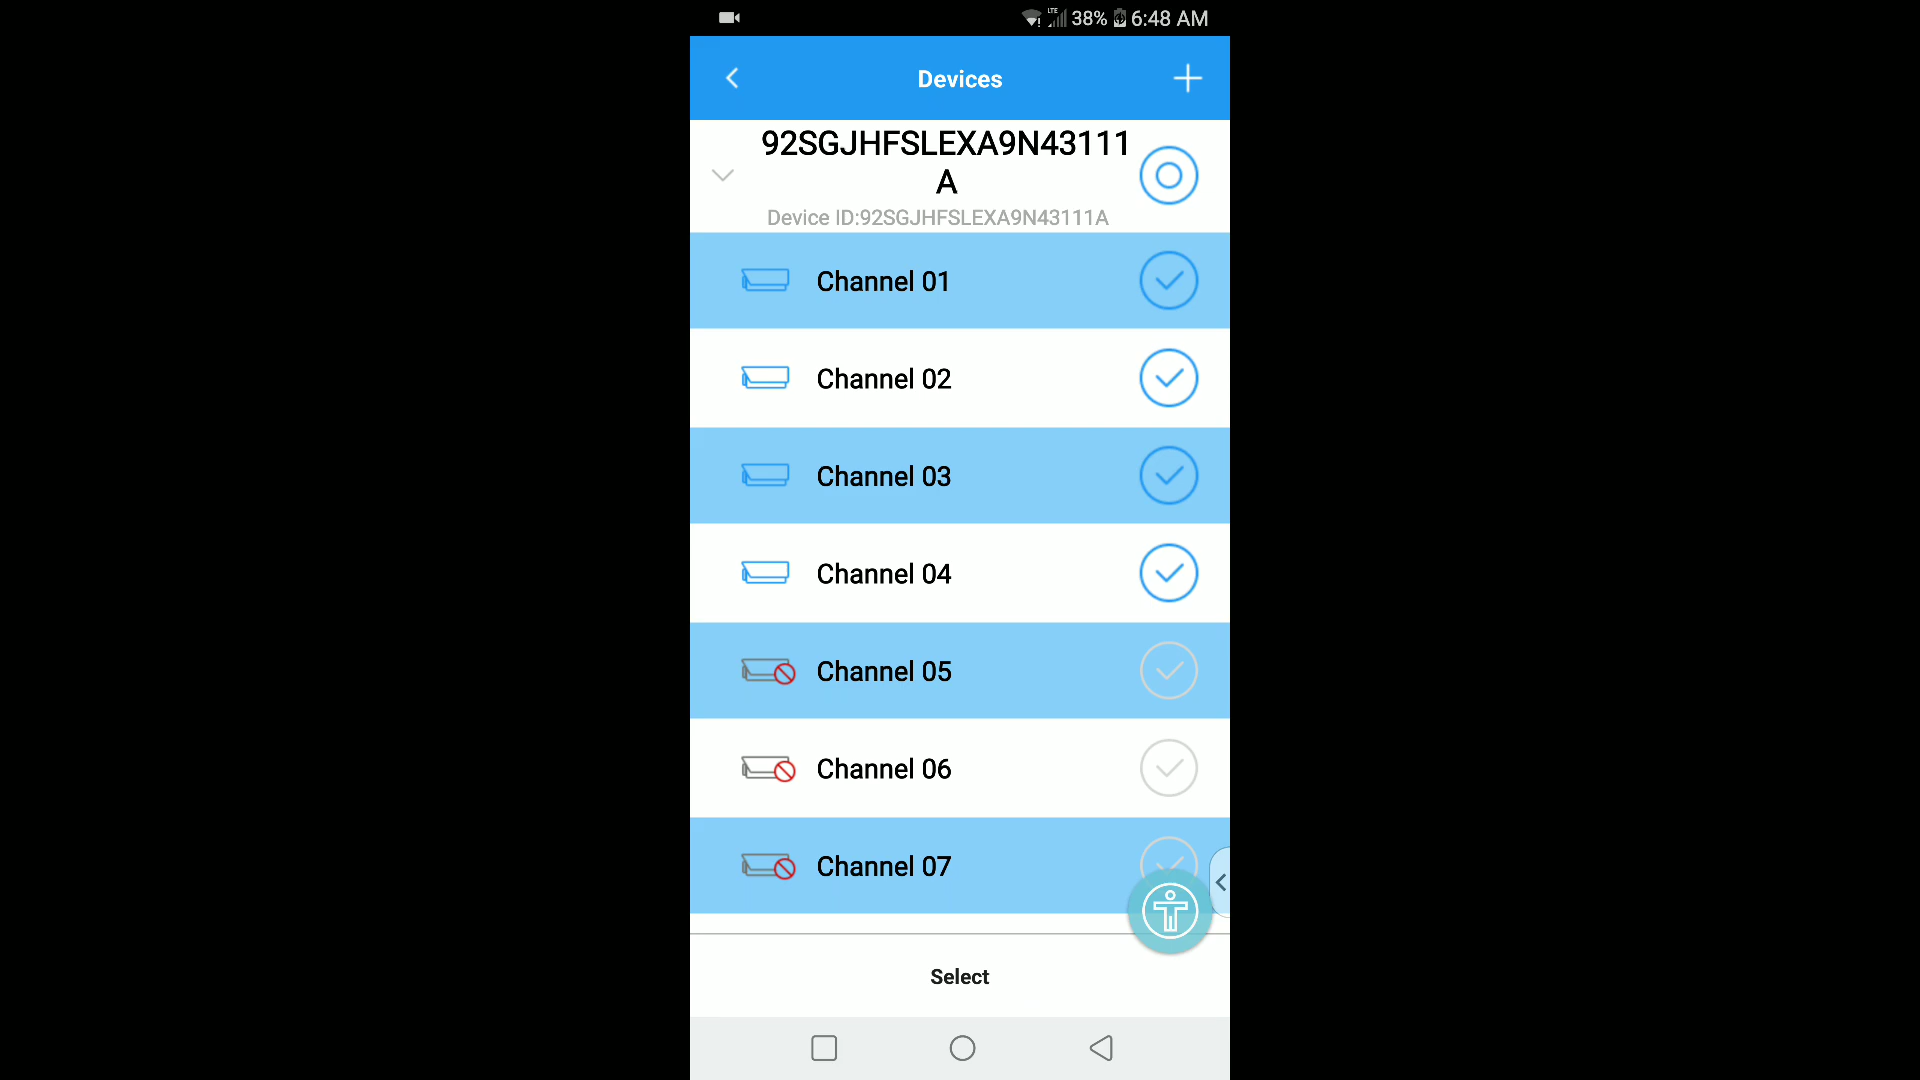 LTE 38% 6:48 AM
Devices
92SGJHFSLEXA9N43111
A
Device ID:92SGJHFSLEXA9N43111A
Channel 01
Channel 02
Channel 03
Channel 04
Channel 05
Channel 06
Channel 07
Select